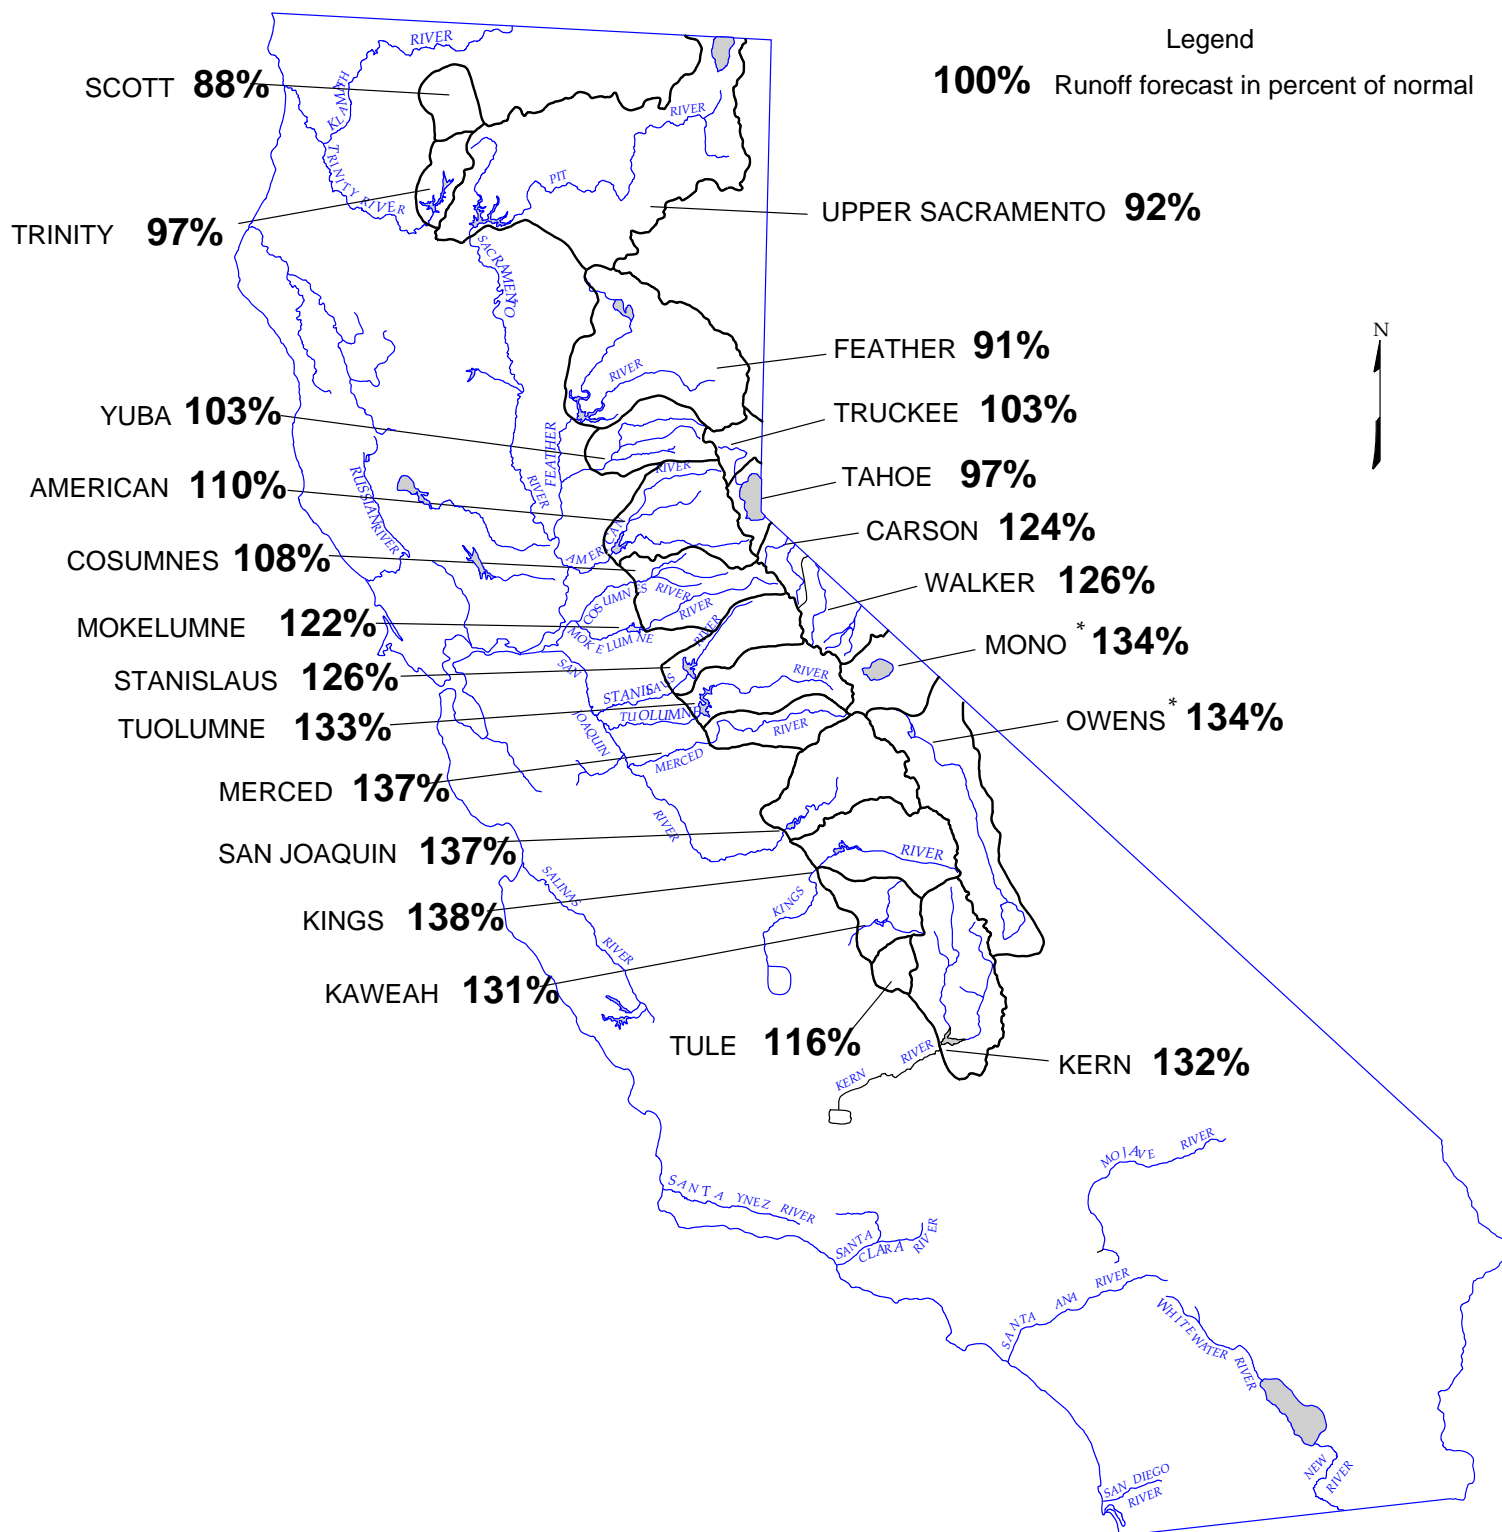 Legend
100% Runoff forecast in percent of normal
N
SCOTT 88%
TRINITY 97%
UPPER SACRAMENTO 92%
FEATHER 91%
YUBA 103%
TRUCKEE 103%
AMERICAN 110%
TAHOE 97%
COSUMNES 108%
CARSON 124%
MOKELUMNE 122%
WALKER 126%
STANISLAUS 126%
MONO * 134%
TUOLUMNE 133%
OWENS * 134%
MERCED 137%
SAN JOAQUIN 137%
KINGS 138%
KAWEAH 131%
TULE 116%
KERN 132%
KLAMATH
RIVER
TRINITY RIVER
PIT
RIVER
SACRAMENTO
RIVER
FEATHER
RIVER
RUSSIAN
RIVER
AMERICAN
RIVER
COSUMNES RIVER
MOKELUMNE
RIVER
STANISLAUS
RIVER
TUOLUMNE
RIVER
MERCED
RIVER
SAN
JOAQUIN
RIVER
KINGS
RIVER
SALINAS
RIVER
KERN
RIVER
SANTA YNEZ RIVER
SANTA
CLARA
RIVER
MOJAVE RIVER
SANTA ANA RIVER
WHITEWATER
RIVER
NEW
RIVER
SAN DIEGO
RIVER